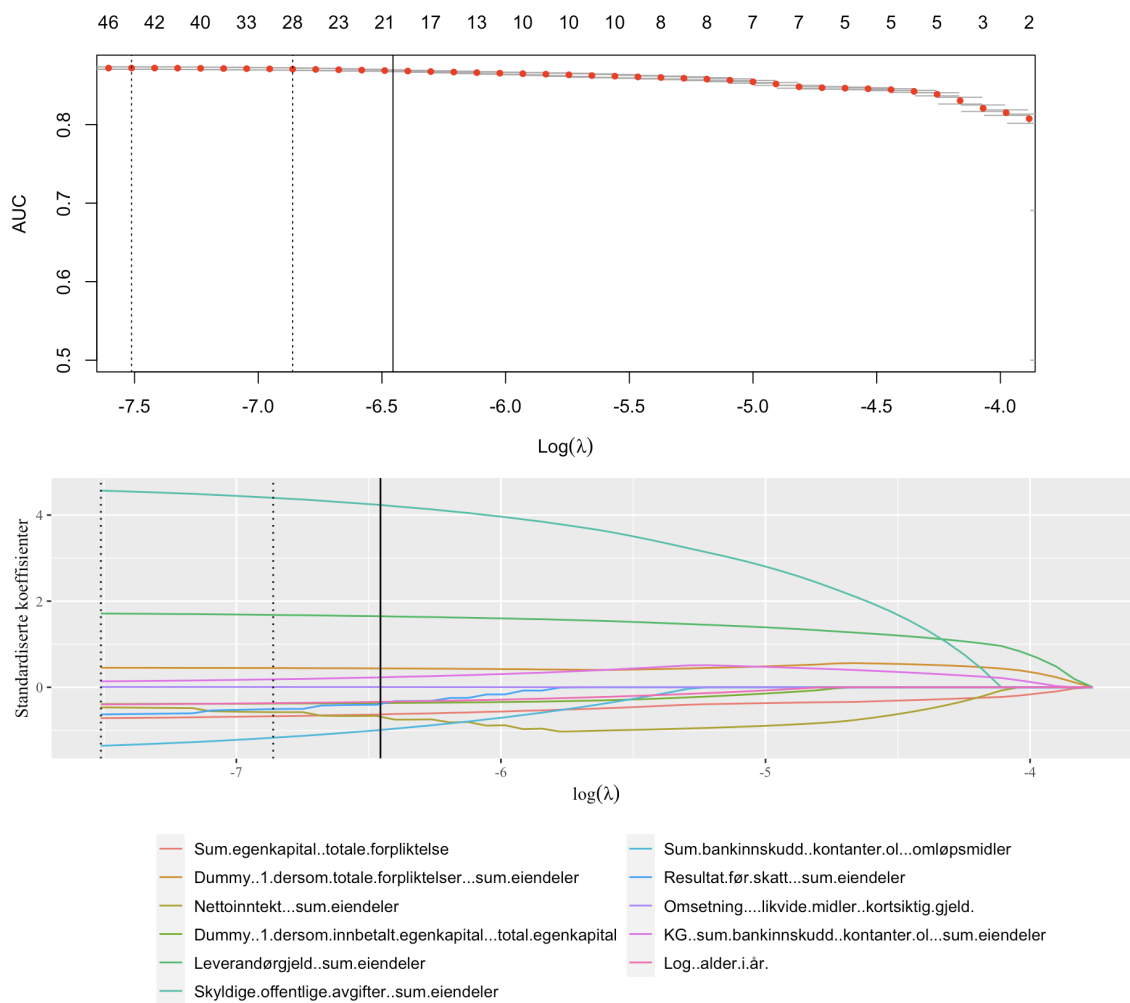 46 42 40 33 28 23 21 17 13 10 10 10 8 8 7 7 5 5 5 3 2
AUC
0.8
0.7
0.6
0.5
-7.5 -7.0 -6.5 -6.0 -5.5 -5.0 -4.5 -4.0
Log(λ)
Standardiserte koeffisienter
4
2
0
-7 -6 -5 -4
log(λ)
Sum.egenkapital..totale.forpliktelse
Dummy..1.dersom.totale.forpliktelser...sum.eiendeler
Nettoinntekt...sum.eiendeler
Dummy..1.dersom.innbetalt.egenkapital...total.egenkapital
Leverandørgjeld..sum.eiendeler
Skyldige.offentlige.avgifter..sum.eiendeler
Sum.bankinnskudd..kontanter.ol...omløpsmidler
Resultat.før.skatt...sum.eiendeler
Omsetning....likvide.midler..kortsiktig.gjeld.
KG..sum.bankinnskudd..kontanter.ol...sum.eiendeler
Log..alder.i.år.